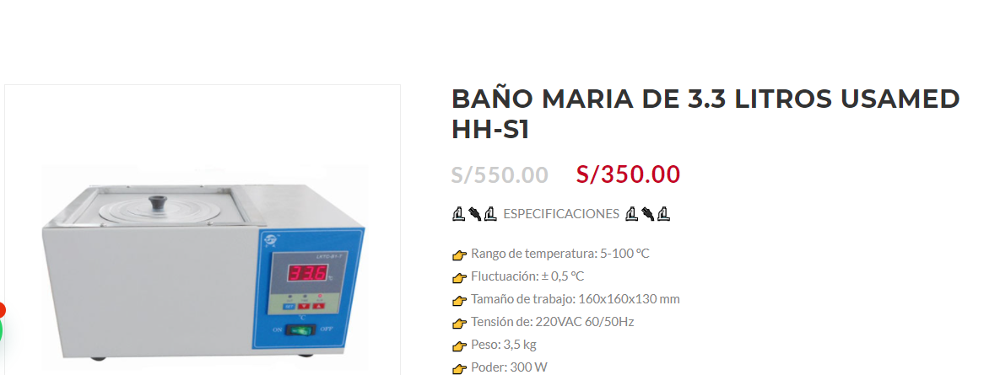 BAÑO MARIA DE 3.3 LITROS USAMED
HH-S1
S/550.00 S/350.00
ESPECIFICACIONES
Rango de temperatura: 5-100 °C
Fluctuación: ± 0,5 °C
Tamaño de trabajo: 160x160x130 mm
Tensión de: 220VAC 60/50Hz
Peso: 3,5 kg
Poder: 300 W
33.6 °C
SET
°C
ON OFF